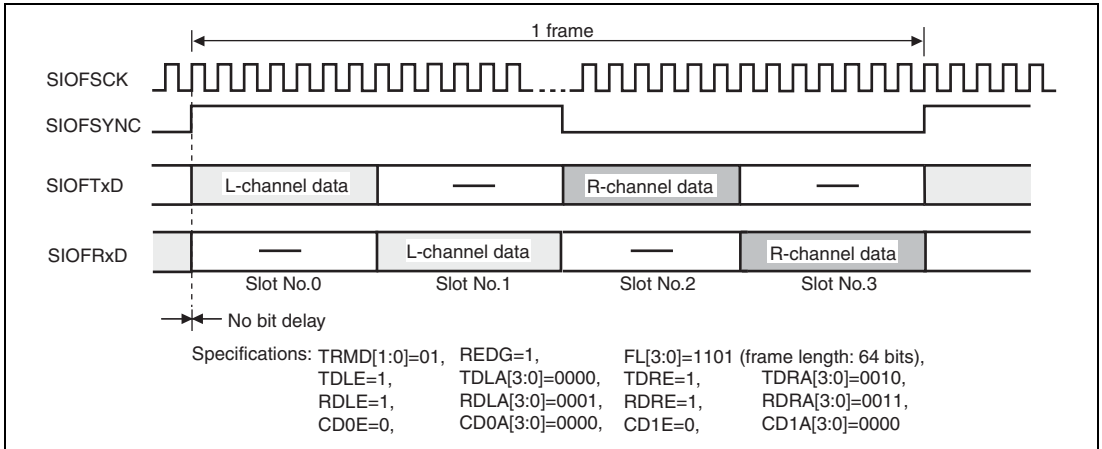 1 frame
SIOFSCK
SIOFSYNC
SIOFTxD L-channel data — R-channel data —
SIOFRxD — L-channel data — R-channel data
Slot No.0 Slot No.1 Slot No.2 Slot No.3
No bit delay
Specifications: TRMD[1:0]=01, REDG=1, FL[3:0]=1101 (frame length: 64 bits),
TDLE=1, TDLA[3:0]=0000, TDRE=1, TDRA[3:0]=0010,
RDLE=1, RDLA[3:0]=0001, RDRE=1, RDRA[3:0]=0011,
CD0E=0, CD0A[3:0]=0000, CD1E=0, CD1A[3:0]=0000